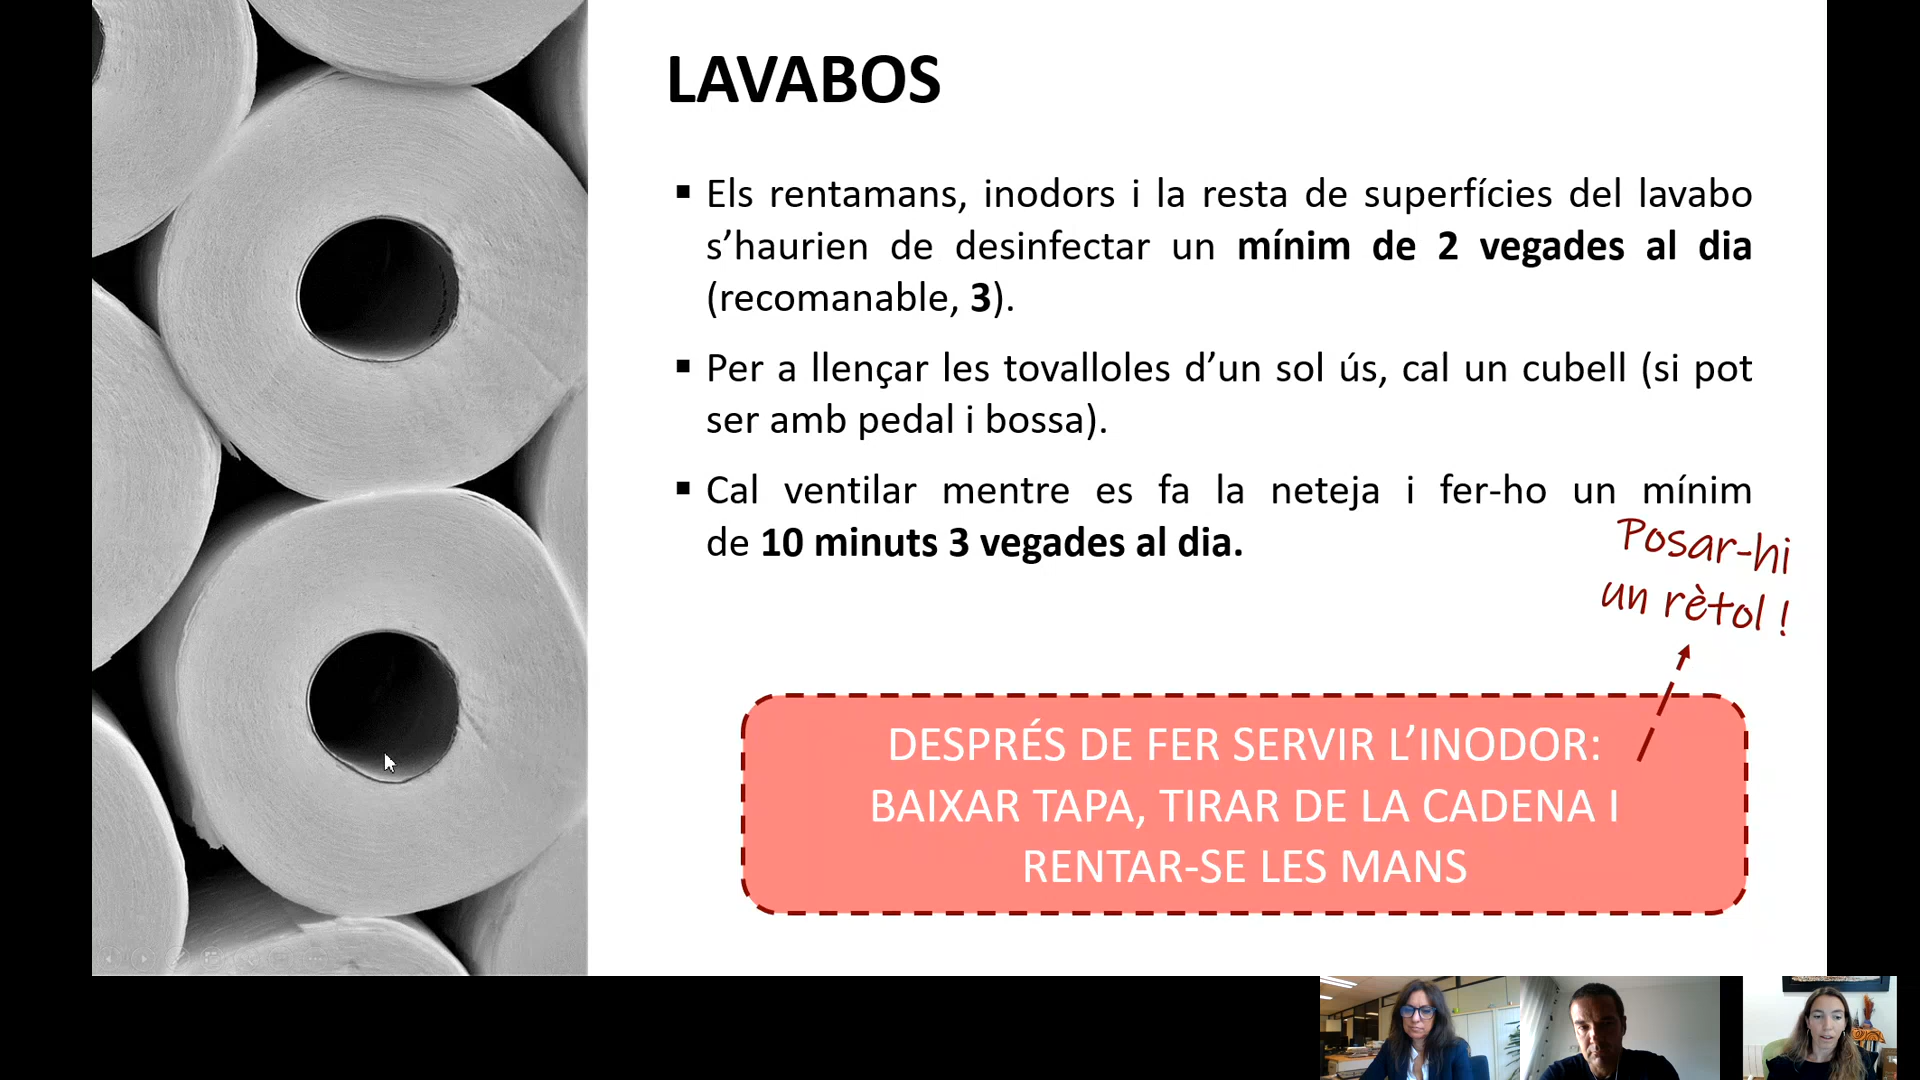 LAVABOS
▪ Els rentamans, inodors i la resta de superfícies del lavabo
s’haurien de desinfectar un mínim de 2 vegades al dia
(recomanable, 3).
▪ Per a llençar les tovalloles d’un sol ús, cal un cubell (si pot
ser amb pedal i bossa).
▪ Cal ventilar mentre es fa la neteja i fer-ho un mínim
de 10 minuts 3 vegades al dia.
Posar-hi
un rètol !
DESPRÉS DE FER SERVIR L’INODOR:
BAIXAR TAPA, TIRAR DE LA CADENA I
RENTAR-SE LES MANS